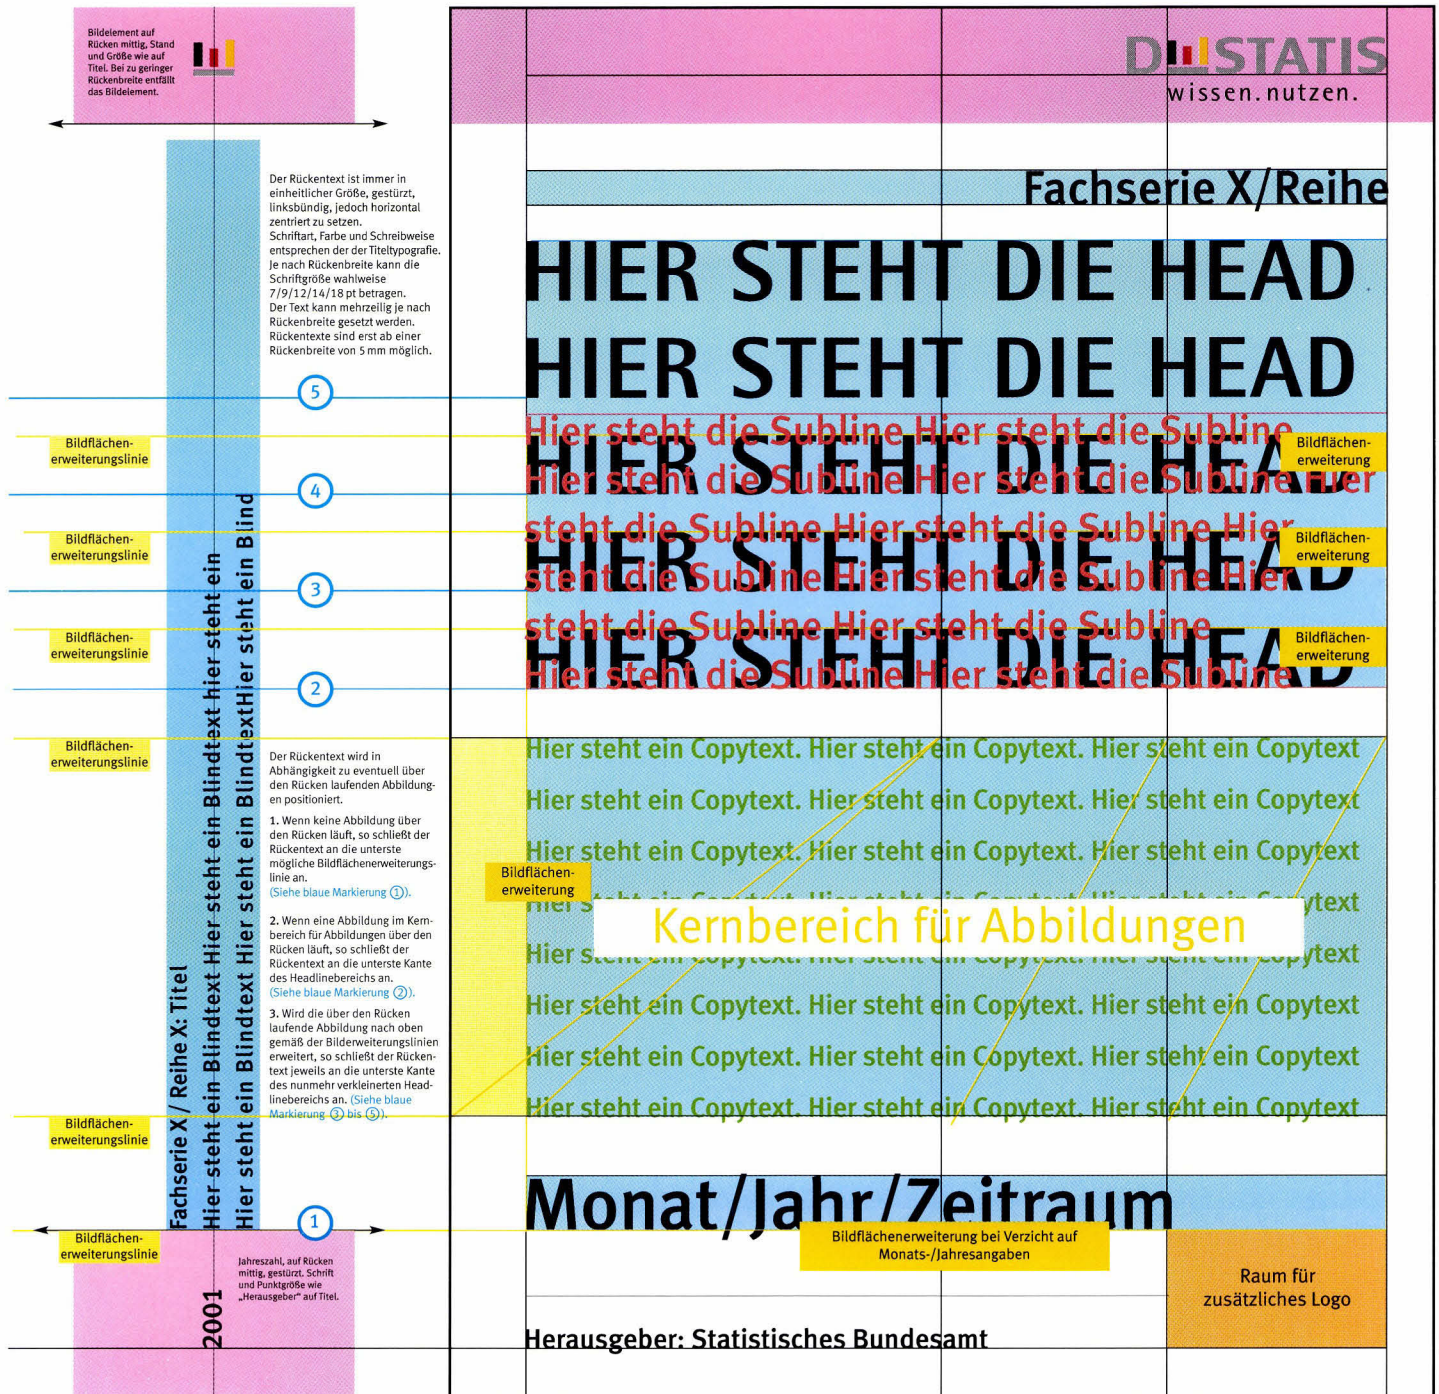 Bildelement auf
Rücken mittig, Stand
und Größe wie auf
Titel. Bei zu geringer
Rückenbreite entfällt
das Bildelement.
DESTATIS
wissen.nutzen.
Der Rückentext ist immer in
einheitlicher Größe, gestürzt,
linksbündig, jedoch horizontal
zentriert zu setzen.
Schriftart, Farbe und Schreibweise
entsprechen der der Titeltypografie.
Je nach Rückenbreite kann die
Schriftgröße wahlweise
7/9/12/14/18 pt betragen.
Der Text kann mehrzeilig je nach
Rückenbreite gesetzt werden.
Rückentexte sind erst ab einer
Rückenbreite von 5 mm möglich.
5
Bildflächen-
erweiterungslinie
4
Bildflächen-
erweiterungslinie
3
Bildflächen-
erweiterungslinie
2
Bildflächen-
erweiterungslinie
Der Rückentext wird in
Abhängigkeit zu eventuell über
den Rücken laufenden Abbildung-
en positioniert.
1. Wenn keine Abbildung über
den Rücken läuft, so schließt der
Rückentext an die unterste
mögliche Bildflächenerweiterungs-
linie an.
(Siehe blaue Markierung ①).
2. Wenn eine Abbildung im Kern-
bereich für Abbildungen über den
Rücken läuft, so schließt der
Rückentext an die unterste Kante
des Headlinebereichs an.
(Siehe blaue Markierung ②).
3. Wird die über den Rücken
laufende Abbildung nach oben
gemäß der Bilderweiterungslinien
erweitert, so schließt der Rücken-
text jeweils an die unterste Kante
des nunmehr verkleinerten Head-
linebereichs an. (Siehe blaue
Markierung ③ bis ⑤).
Bildflächen-
erweiterungslinie
1
Bildflächen-
erweiterungslinie
Jahreszahl, auf Rücken
mittig, gestürzt. Schrift
und Punktgröße wie
„Herausgeber“ auf Titel.
2001
Fachserie X / Reihe X: Titel
Hier steht ein Blindtext Hier steht ein Blindtext hier steht ein
Hier steht ein Blindtext Hier steht ein BlindtextHier steht ein Blind
Fachserie X/Reihe
HIER STEHT DIE HEAD
HIER STEHT DIE HEAD
Hier steht die Subline Hier steht die Subline
HIER STEHT DIE HEAD
Bildflächen-
erweiterung
Hier steht die Subline Hier steht die Subline Hier
steht die Subline Hier steht die Subline Hier
HIER STEHT DIE HEAD
Bildflächen-
erweiterung
steht die Subline Hier steht die Subline Hier
steht die Subline Hier steht die Subline
HIER STEHT DIE HEAD
Bildflächen-
erweiterung
Hier steht die Subline Hier steht die Subline
Hier steht ein Copytext. Hier steht ein Copytext. Hier steht ein Copytext
Hier steht ein Copytext. Hier steht ein Copytext. Hier steht ein Copytext
Hier steht ein Copytext. Hier steht ein Copytext. Hier steht ein Copytext
Bildflächen-
erweiterung
Kernbereich für Abbildungen
Hier steht ein Copytext. Hier steht ein Copytext. Hier steht ein Copytext
Hier steht ein Copytext. Hier steht ein Copytext. Hier steht ein Copytext
Hier steht ein Copytext. Hier steht ein Copytext. Hier steht ein Copytext
Monat/Jahr/Zeitraum
Bildflächenerweiterung bei Verzicht auf
Monats-/Jahresangaben
Raum für
zusätzliches Logo
Herausgeber: Statistisches Bundesamt